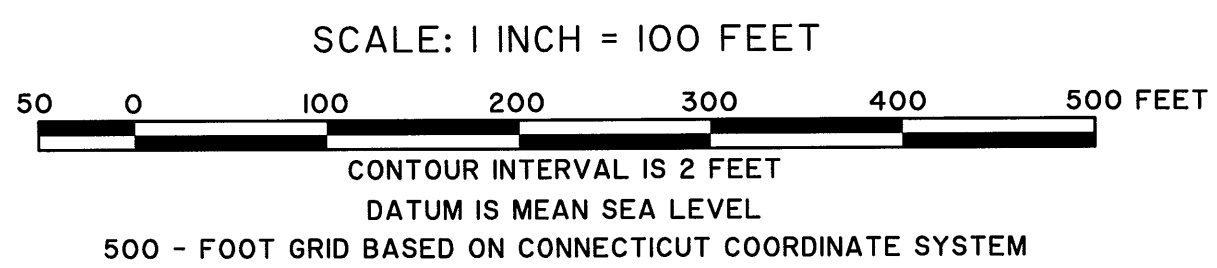 SCALE: 1 INCH = 100 FEET
50 0 100 200 300 400 500 FEET
CONTOUR INTERVAL IS 2 FEET
DATUM IS MEAN SEA LEVEL
500 - FOOT GRID BASED ON CONNECTICUT COORDINATE SYSTEM